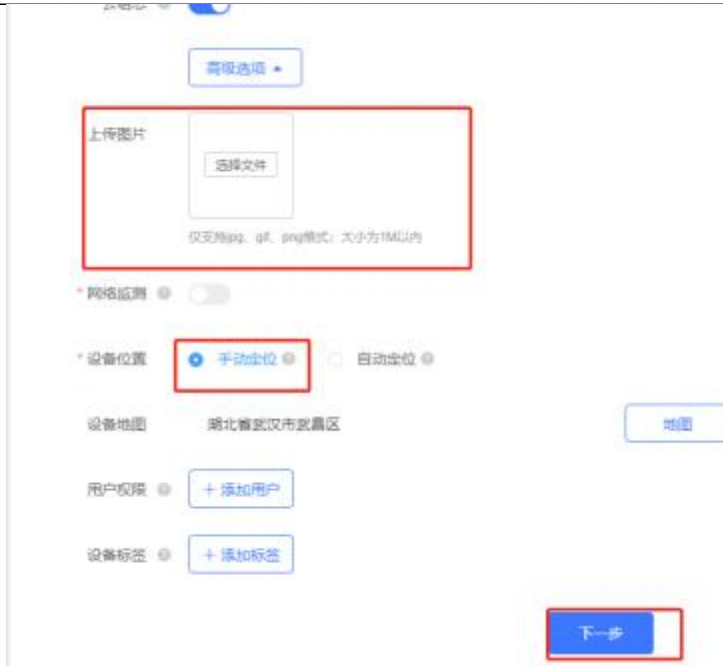 高级选项
上传图片
选择文件
仅支持jpg、gif、png格式；大小为1M以内
* 网络监测
* 设备位置 手动定位 自动定位
设备地图 湖北省武汉市武昌区 地图
用户权限 + 添加用户
设备标签 + 添加标签
下一步